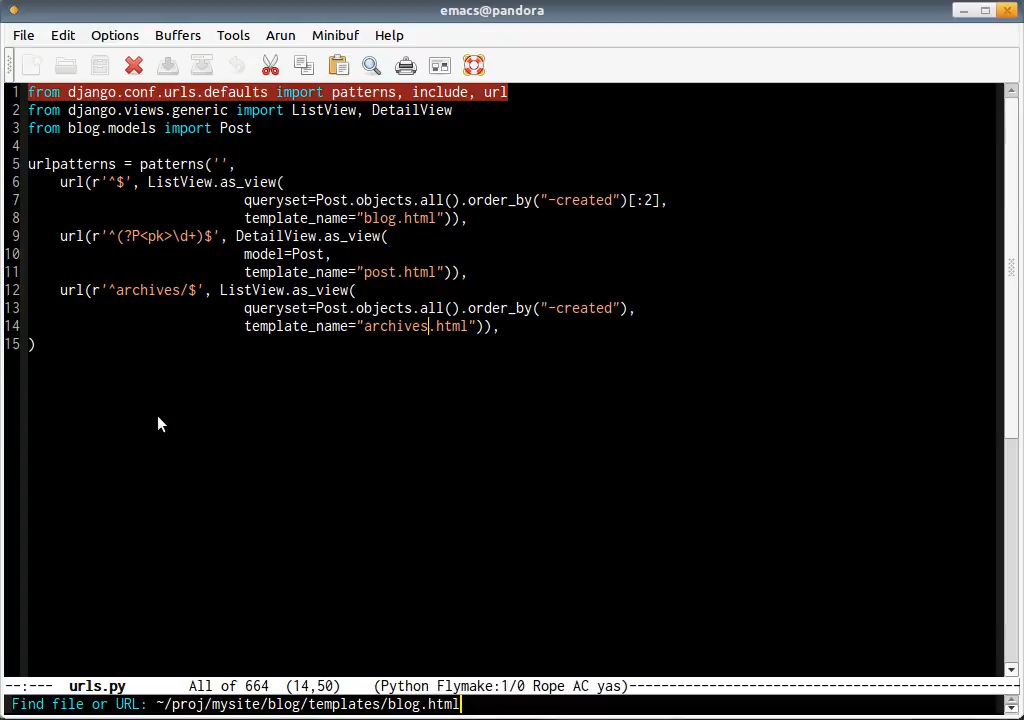 emacs@pandora
File Edit Options Buffers Tools Arun Minibuf Help
1 from django.conf.urls.defaults import patterns, include, url
2 from django.views.generic import ListView, DetailView
3 from blog.models import Post
4
5 urlpatterns = patterns('',
6     url(r'^$', ListView.as_view(
7                            queryset=Post.objects.all().order_by("-created")[:2],
8                            template_name="blog.html")),
9     url(r'^(?P<pk>\d+)$', DetailView.as_view(
10                           model=Post,
11                           template_name="post.html")),
12    url(r'^archives/$', ListView.as_view(
13                           queryset=Post.objects.all().order_by("-created"),
14                           template_name="archives.html")),
15 )
--:--- urls.py All of 664 (14,50) (Python Flymake:1/0 Rope AC yas)------------------------------------------------
Find file or URL: ~/proj/mysite/blog/templates/blog.html